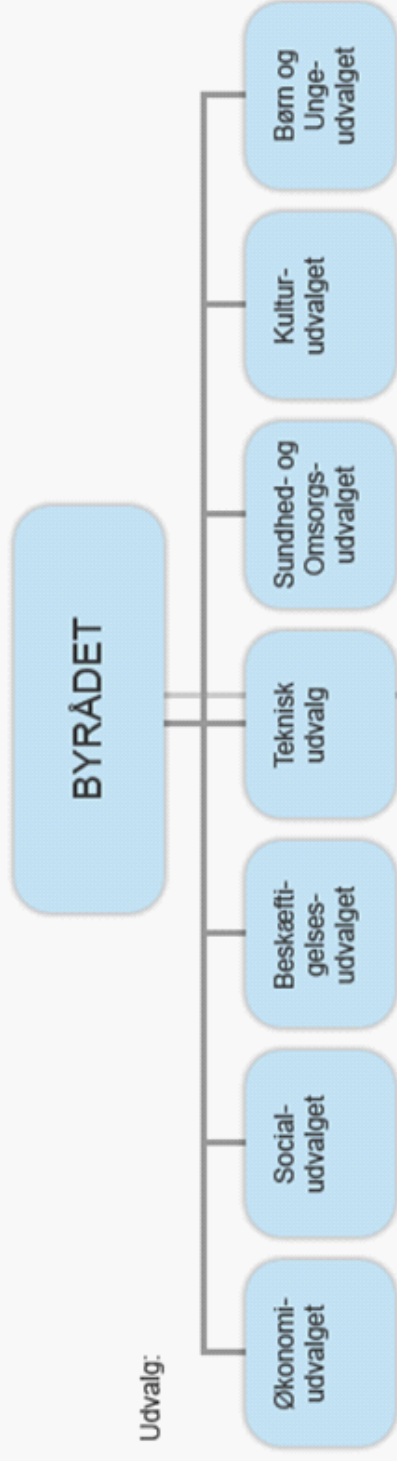 BYRÅDET
Udvalg:
Økonomi-
udvalget
Social-
udvalget
Beskæfti-
gelses-
udvalget
Teknisk
udvalg
Sundhed- og
Omsorgs-
udvalget
Kultur-
udvalget
Børn og
Unge-
udvalget